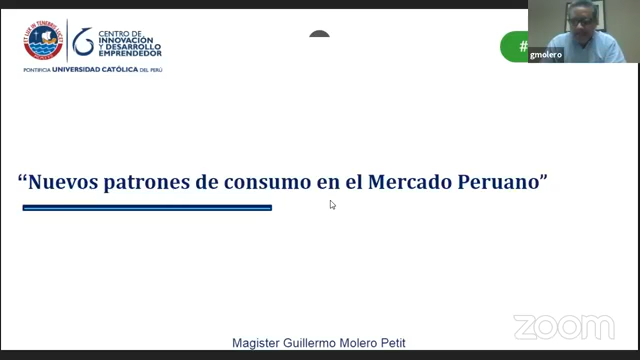 CENTRO DE
INNOVACIÓN
Y DESARROLLO
EMPRENDEDOR
PONTIFICIA UNIVERSIDAD CATÓLICA DEL PERÚ
#
gmolero
“Nuevos patrones de consumo en el Mercado Peruano”
zoom
Magister Guillermo Molero Petit